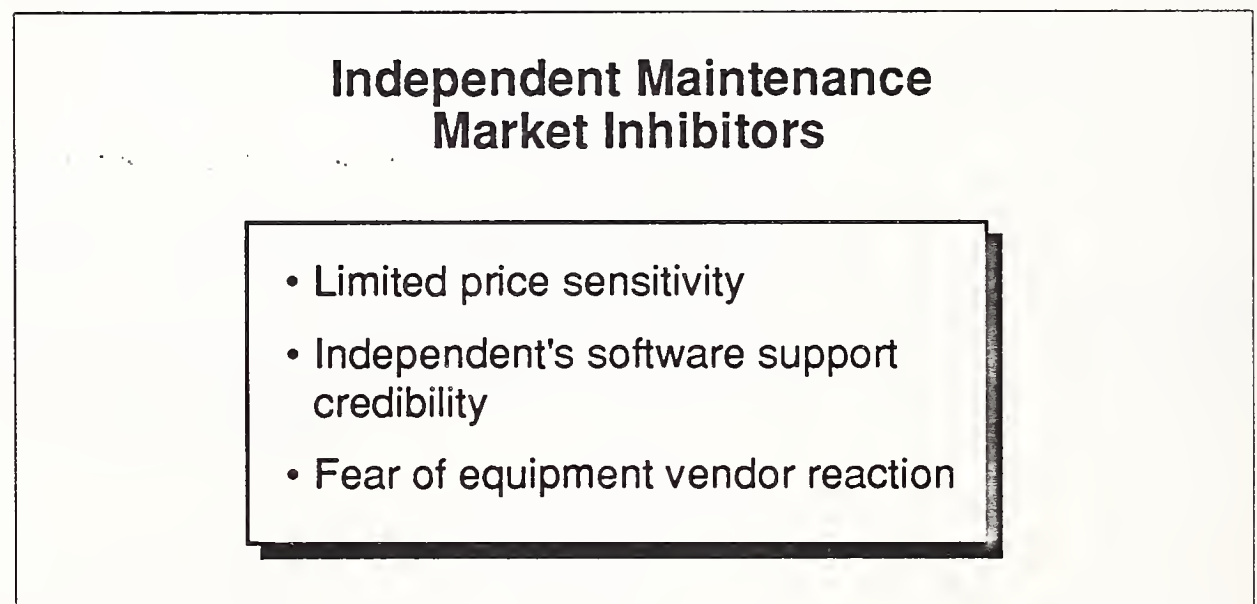 Independent Maintenance
Market Inhibitors
• Limited price sensitivity
• Independent's software support
credibility
• Fear of equipment vendor reaction